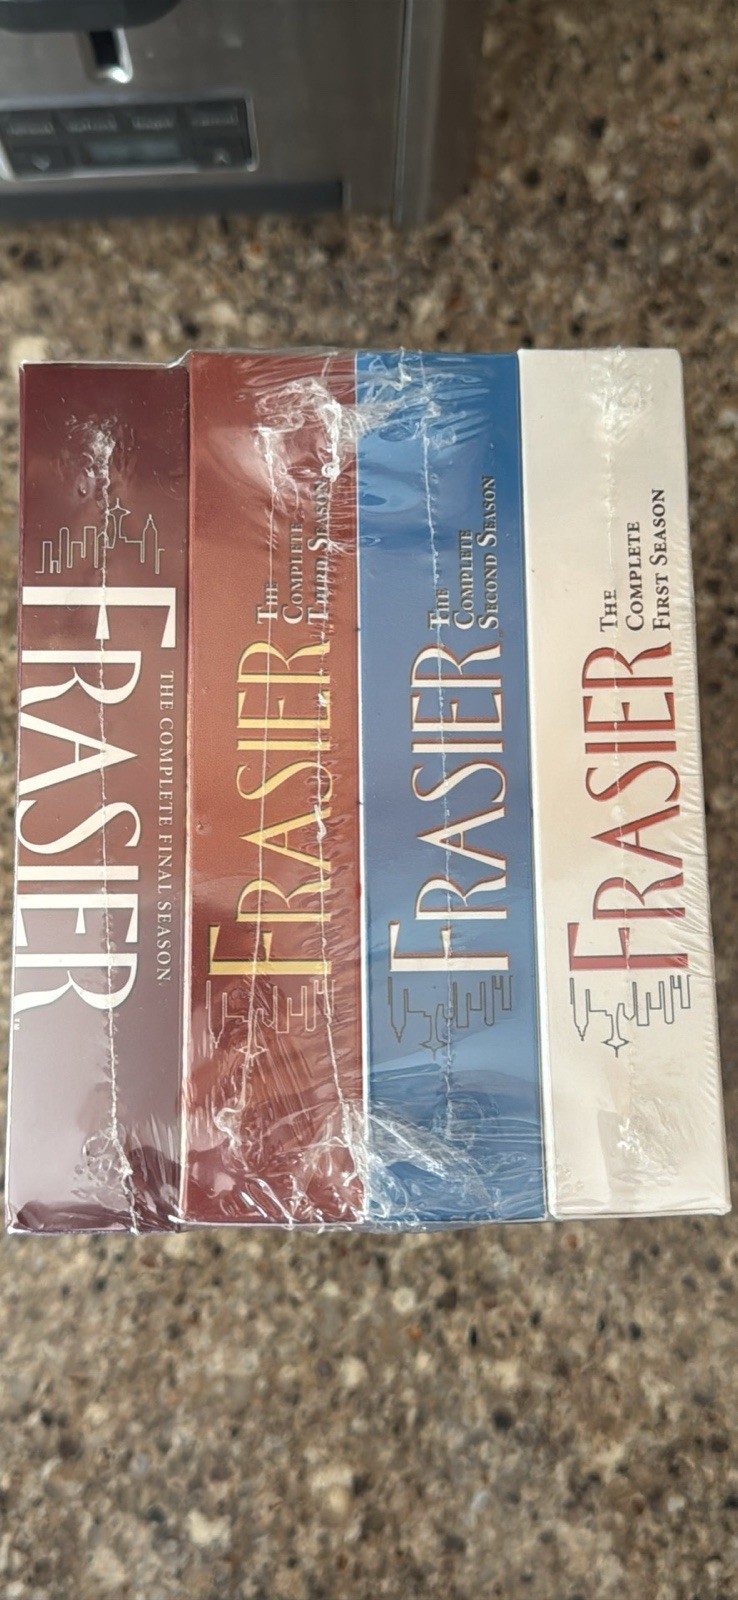 FRASIER
THE COMPLETE FINAL SEASON
FRASIER
THE
COMPLETE
THIRD SEASON
FRASIER
THE
COMPLETE
SECOND SEASON
FRASIER
THE
COMPLETE
FIRST SEASON